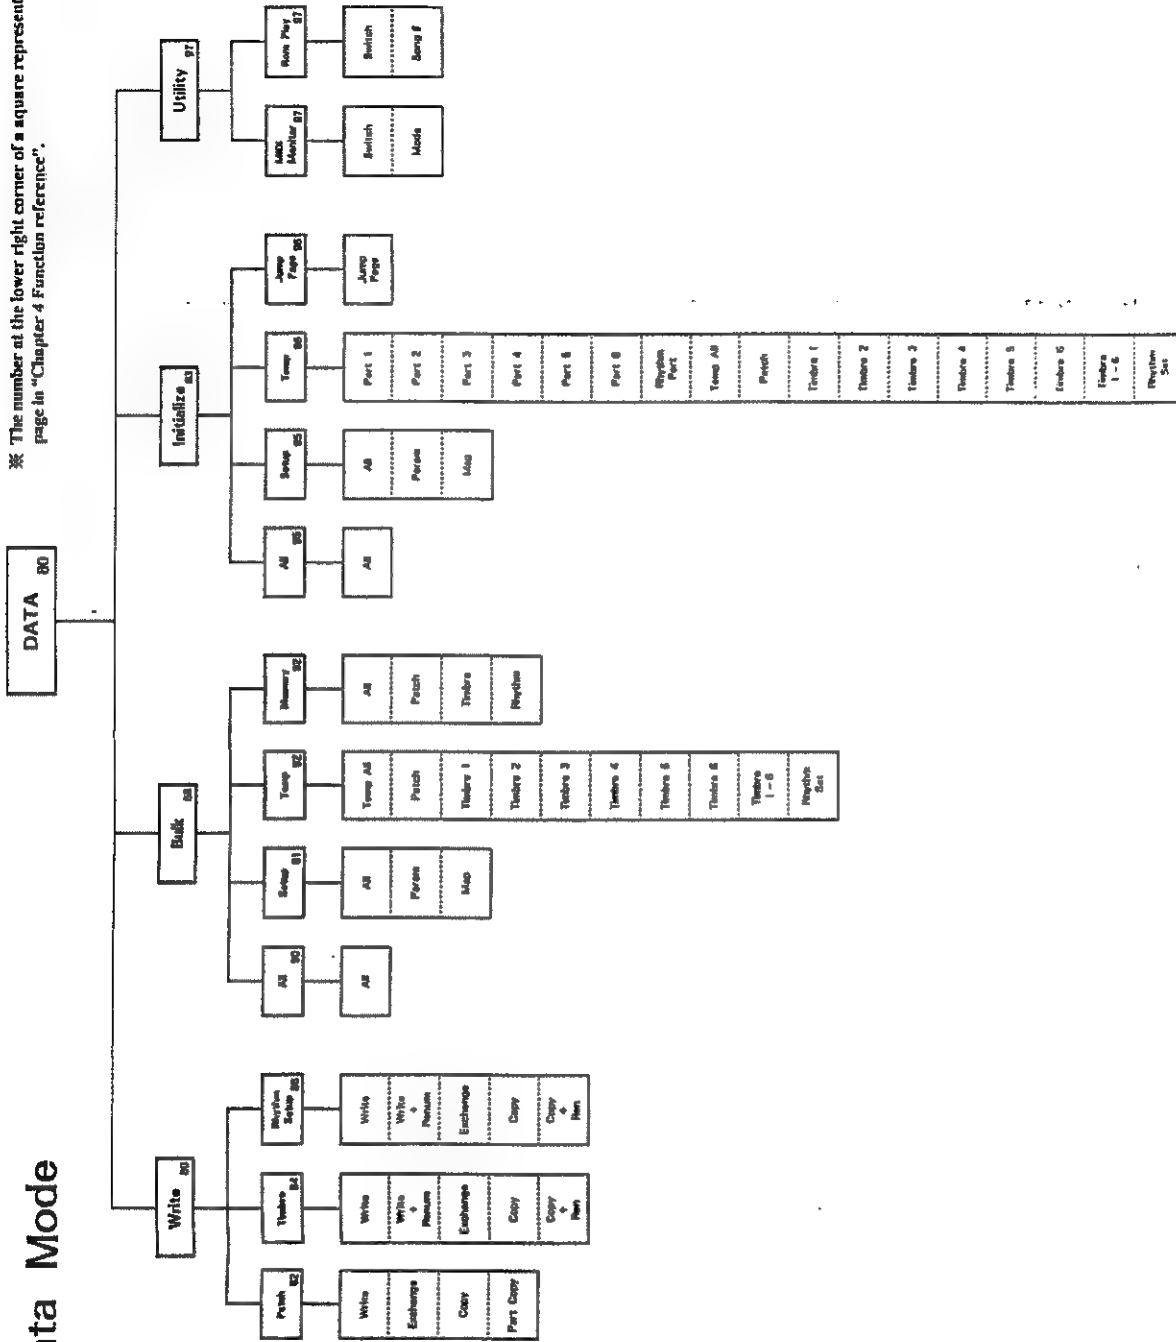 ata Mode
※ The number at the lower right corner of a square represent
page in "Chapter 4 Function reference".
DATA 80
Write 80
Bulk
Initialize
Utility 97
Patch 82
Timbre 84
Rhythm
Setup 86
All 90
Setup 91
Temp 92
Memory 92
All 95
Setup 95
Temp 96
Jump
Page 96
MIDI
Monitor 97
Rom Play
97
Write
Exchange
Copy
Part Copy
Write
Write
+
Renum
Exchange
Copy
Copy
+
Ren
Write
Write
+
Renum
Exchange
Copy
Copy
+
Ren
All
All
Param
Map
Temp All
Patch
Timbre 1
Timbre 2
Timbre 3
Timbre 4
Timbre 5
Timbre 6
Timbre
1 - 6
Rhythm
Set
All
Patch
Timbre
Rhythm
All
All
Param
Map
Part 1
Part 2
Part 3
Part 4
Part 5
Part 6
Rhythm
Part
Temp All
Patch
Timbre 1
Timbre 2
Timbre 3
Timbre 4
Timbre 5
Timbre 6
Timbre
1 - 6
Rhythm
Set
Jump
Page
Switch
Mode
Switch
Song #